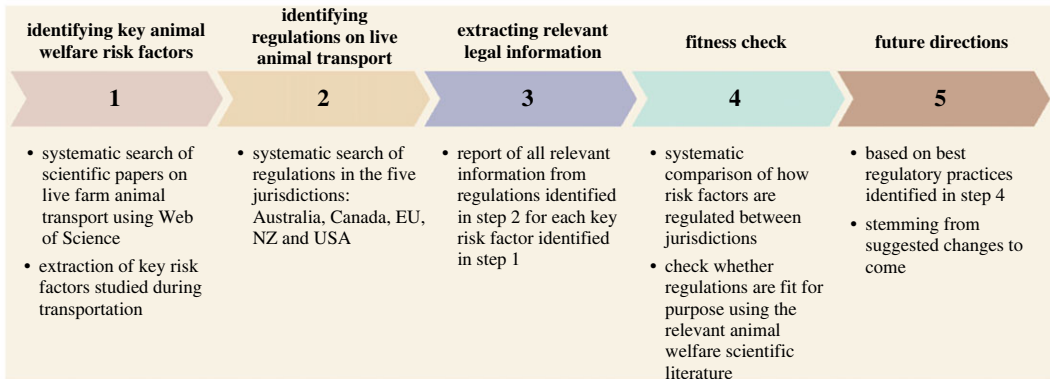 identifying key animal
welfare risk factors
1
• systematic search of
scientific papers on
live farm animal
transport using Web
of Science
• extraction of key risk
factors studied during
transportation
identifying
regulations on live
animal transport
2
• systematic search of
regulations in the five
jurisdictions:
Australia, Canada, EU,
NZ and USA
extracting relevant
legal information
3
• report of all relevant
information from
regulations identified
in step 2 for each key
risk factor identified
in step 1
fitness check
4
• systematic
comparison of how
risk factors are
regulated between
jurisdictions
• check whether
regulations are fit for
purpose using the
relevant animal
welfare scientific
literature
future directions
5
• based on best
regulatory practices
identified in step 4
• stemming from
suggested changes to
come